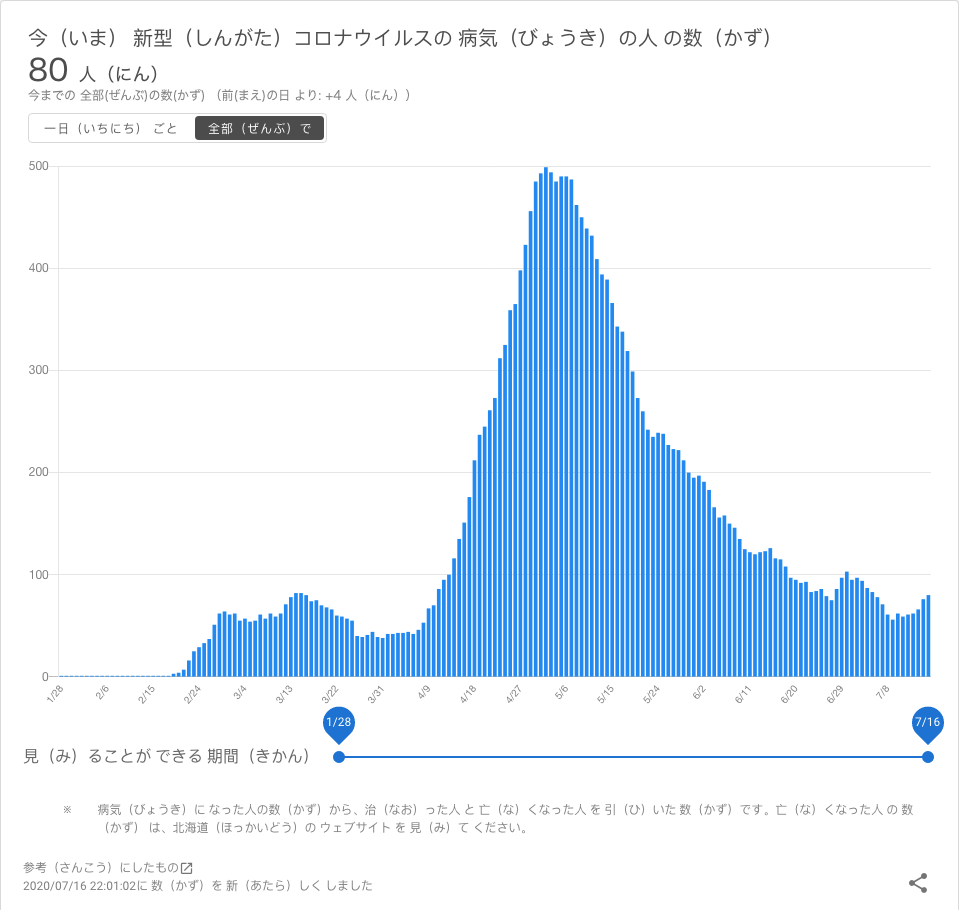 今（いま） 新型（しんがた）コロナウイルスの 病気（びょうき）の人 の数（かず）
80 人（にん）
今までの 全部(ぜんぶ)の数(かず) （前(まえ)の日 より: +4 人（にん））
一日（いちにち） ごと 全部（ぜんぶ）で
500
400
300
200
100
0
1/28 2/6 2/15 2/24 3/4 3/13 3/22 3/31 4/9 4/18 4/27 5/6 5/15 5/24 6/2 6/11 6/20 6/29 7/8
1/28 7/16
見（み）ることが できる 期間（きかん）
※ 病気（びょうき）に なった人の数（かず）から、治（なお）った人 と 亡（な）くなった人 を 引（ひ）いた 数（かず）です。亡（な）くなった人 の 数
（かず） は、北海道（ほっかいどう）の ウェブサイト を 見（み）て ください。
参考（さんこう）にしたもの
2020/07/16 22:01:02に 数（かず）を 新（あたら）しく しました